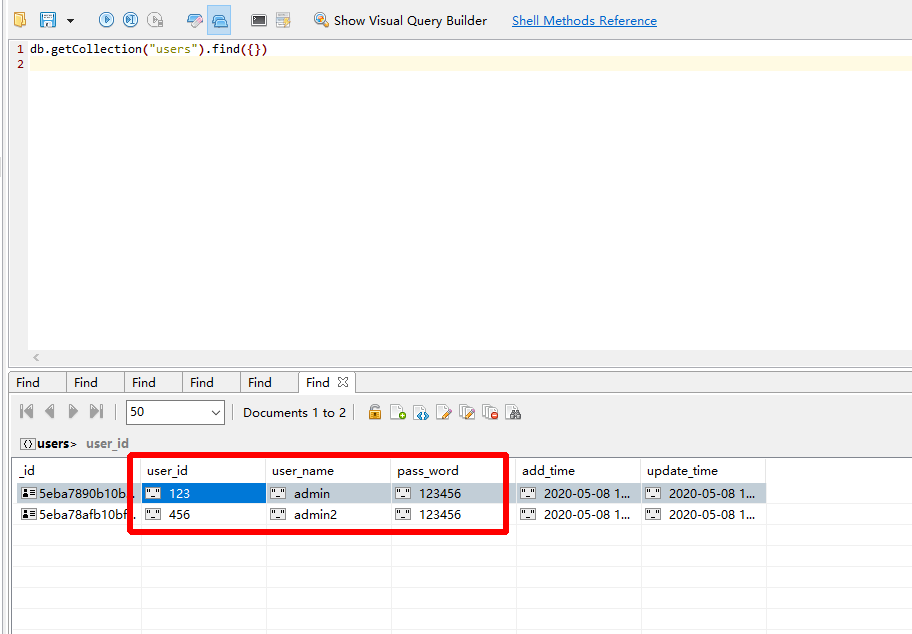 Show Visual Query Builder Shell Methods Reference
1 db.getCollection("users").find({})
2
Find Find Find Find Find Find
50 Documents 1 to 2
users> user_id
_id user_id user_name pass_word add_time update_time
5eba7890b10b... 123 admin 123456 2020-05-08 1... 2020-05-08 1...
5eba78afb10bf... 456 admin2 123456 2020-05-08 1... 2020-05-08 1...